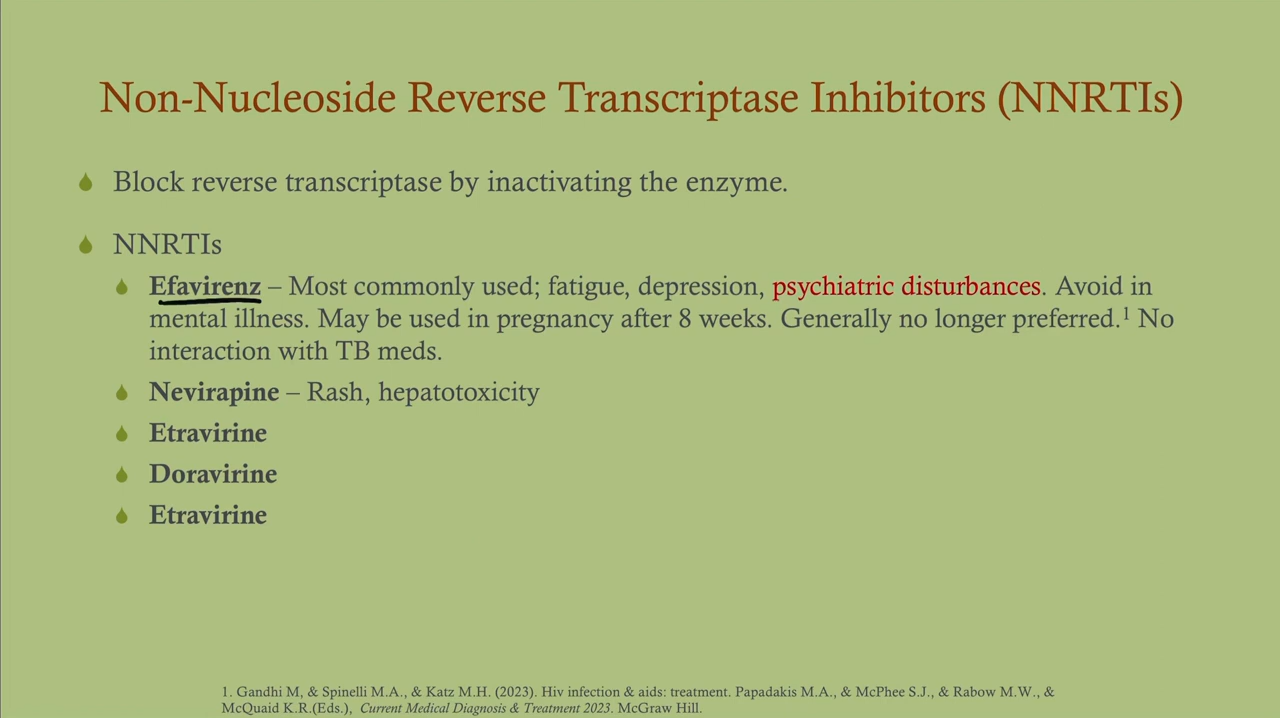 Non-Nucleoside Reverse Transcriptase Inhibitors (NNRTIs)
Block reverse transcriptase by inactivating the enzyme.
NNRTIs
Efavirenz – Most commonly used; fatigue, depression, psychiatric disturbances. Avoid in
mental illness. May be used in pregnancy after 8 weeks. Generally no longer preferred.¹ No
interaction with TB meds.
Nevirapine – Rash, hepatotoxicity
Etravirine
Doravirine
Etravirine
1. Gandhi M, & Spinelli M.A., & Katz M.H. (2023). Hiv infection & aids: treatment. Papadakis M.A., & McPhee S.J., & Rabow M.W., &
McQuaid K.R.(Eds.), Current Medical Diagnosis & Treatment 2023. McGraw Hill.